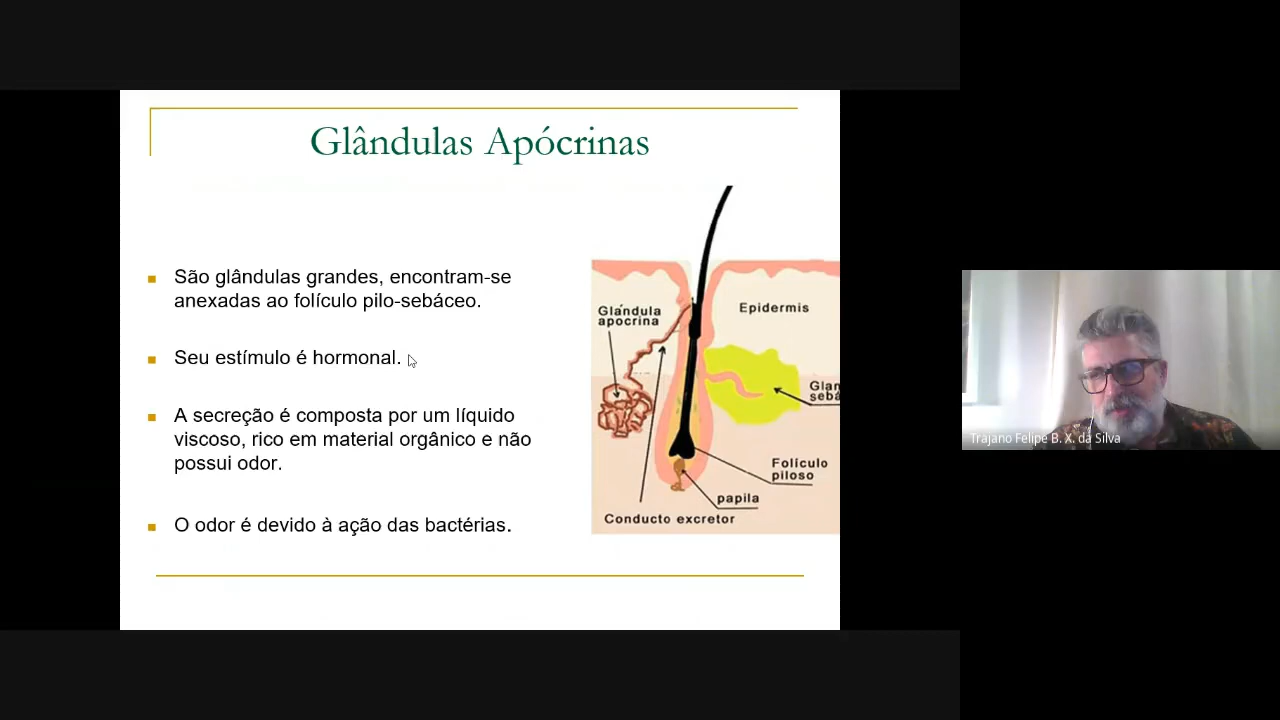 Glândulas Apócrinas
São glândulas grandes, encontram-se
anexadas ao folículo pilo-sebáceo.
Seu estímulo é hormonal.
A secreção é composta por um líquido
viscoso, rico em material orgânico e não
possui odor.
O odor é devido à ação das bactérias.
Glándula
apocrina
Epidermis
Glan
sebá
Folículo
piloso
papila
Conducto excretor
Trajano Felipe B. X. da Silva